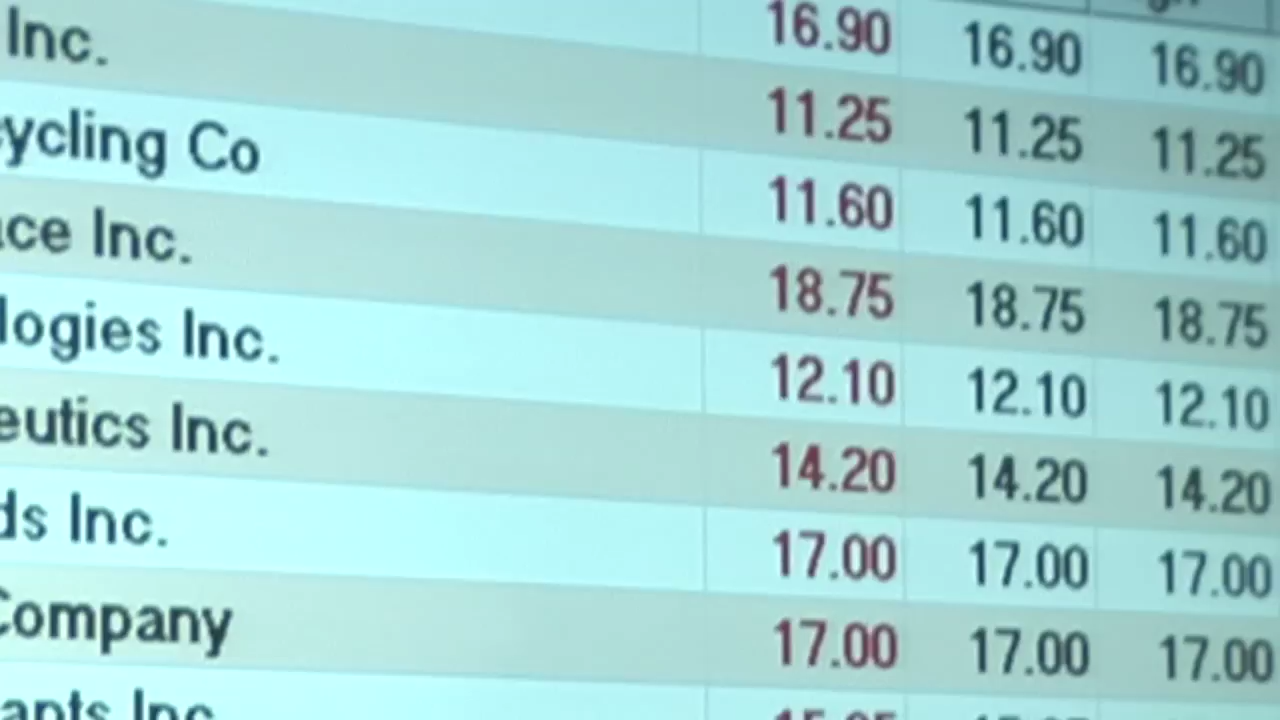 16.90 16.90 16.90
Inc. 11.25 11.25 11.25
ycling Co 11.60 11.60 11.60
ce Inc. 18.75 18.75 18.75
logies Inc. 12.10 12.10 12.10
eutics Inc. 14.20 14.20 14.20
ds Inc. 17.00 17.00 17.00
Company 17.00 17.00 17.00
ants Inc